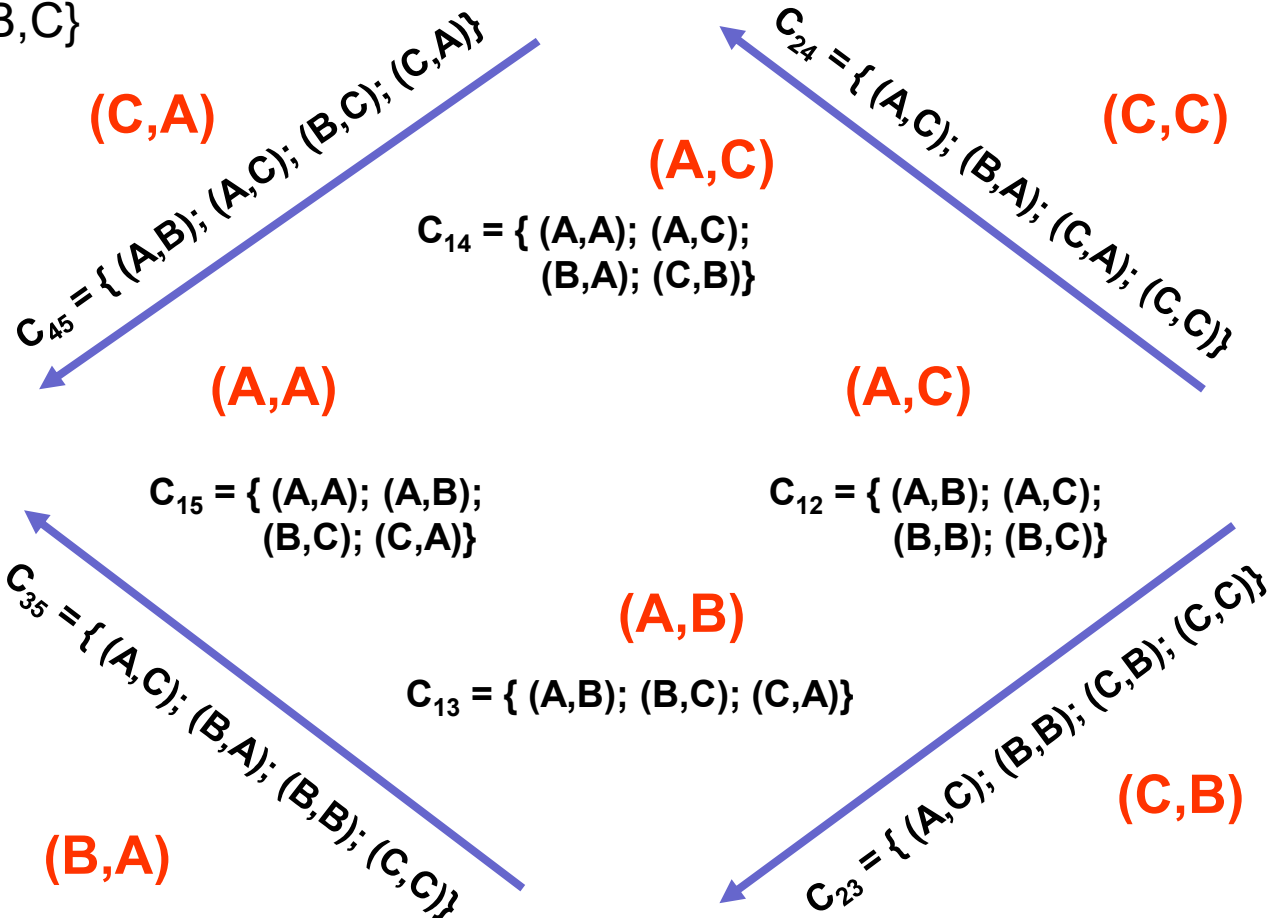 B,C}
C45 = { (A,B); (A,C); (B,C); (C,A)}
C24 = { (A,C); (B,A); (C,A); (C,C)}
(C,A)
(C,C)
(A,C)
C14 = { (A,A); (A,C);
(B,A); (C,B)}
(A,A)
(A,C)
C15 = { (A,A); (A,B);
(B,C); (C,A)}
C12 = { (A,B); (A,C);
(B,B); (B,C)}
C35 = { (A,C); (B,A); (B,B); (C,C)}
(A,B)
C13 = { (A,B); (B,C); (C,A)}
C23 = { (A,C); (B,B); (C,B); (C,C)}
(C,B)
(B,A)